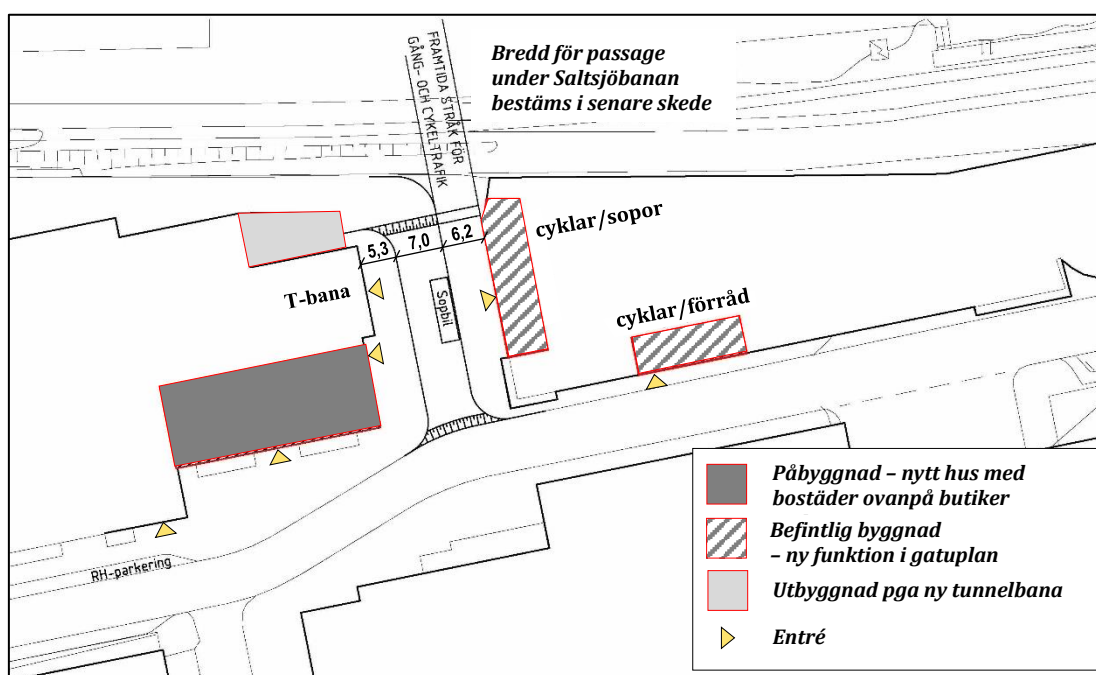 Bredd för passage
under Saltsjöbanan
bestäms i senare skede
FRAMTIDA STRÅK FÖR
GÅNG- OCH CYKELTRAFIK
cyklar/sopor
5,3
7,0
6,2
T-bana
Sopbil
cyklar/förråd
RH-parkering
Påbyggnad – nytt hus med
bostäder ovanpå butiker
Befintlig byggnad
– ny funktion i gatuplan
Utbyggnad pga ny tunnelbana
Entré